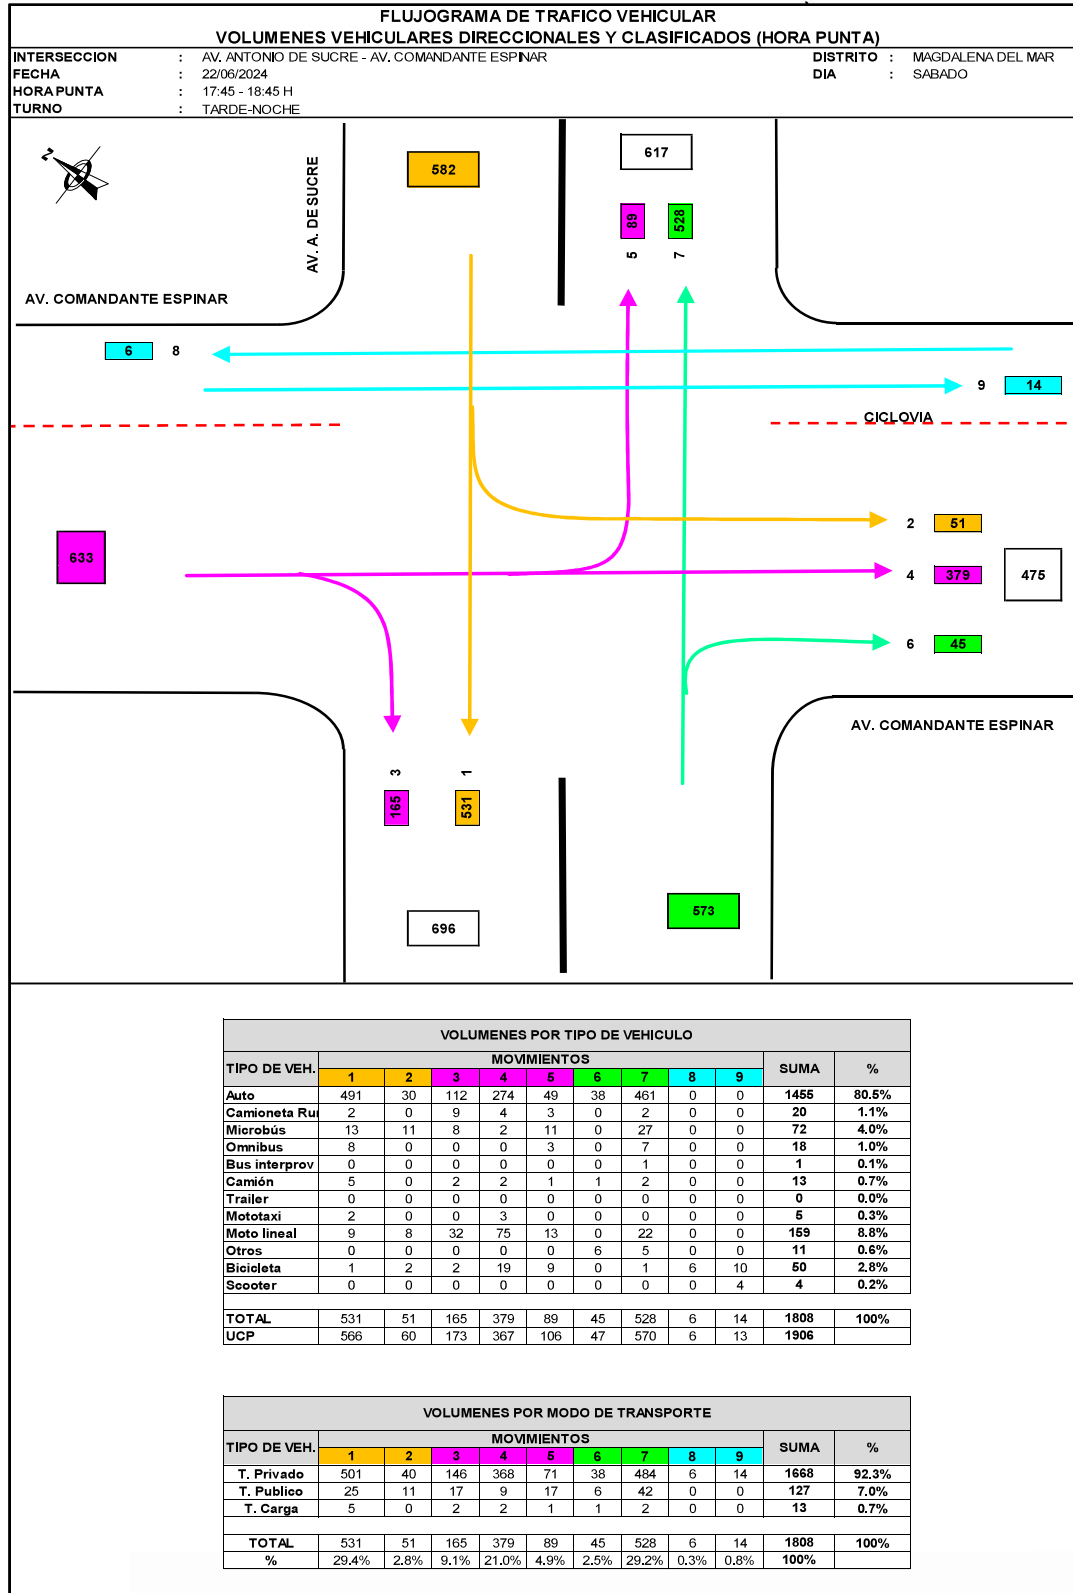 FLUJOGRAMA DE TRAFICO VEHICULAR
VOLUMENES VEHICULARES DIRECCIONALES Y CLASIFICADOS (HORA PUNTA)
INTERSECCION : AV. ANTONIO DE SUCRE - AV. COMANDANTE ESPINAR DISTRITO : MAGDALENA DEL MAR
FECHA : 22/06/2024 DIA : SABADO
HORA PUNTA : 17:45 - 18:45 H
TURNO : TARDE-NOCHE
N
AV. A. DE SUCRE
582
617
89 528
5 7
AV. COMANDANTE ESPINAR
6 8
9 14
CICLOVIA
2 51
633
4 379 475
6 45
AV. COMANDANTE ESPINAR
3 1
165 531
696
573
VOLUMENES POR TIPO DE VEHICULO
TIPO DE VEH. MOVIMIENTOS SUMA %
1 2 3 4 5 6 7 8 9
Auto 491 30 112 274 49 38 461 0 0 1455 80.5%
Camioneta Rur 2 0 9 4 3 0 2 0 0 20 1.1%
Microbús 13 11 8 2 11 0 27 0 0 72 4.0%
Omnibus 8 0 0 0 3 0 7 0 0 18 1.0%
Bus interprov 0 0 0 0 0 0 1 0 0 1 0.1%
Camión 5 0 2 2 1 1 2 0 0 13 0.7%
Trailer 0 0 0 0 0 0 0 0 0 0 0.0%
Mototaxi 2 0 0 3 0 0 0 0 0 5 0.3%
Moto lineal 9 8 32 75 13 0 22 0 0 159 8.8%
Otros 0 0 0 0 0 6 5 0 0 11 0.6%
Bicicleta 1 2 2 19 9 0 1 6 10 50 2.8%
Scooter 0 0 0 0 0 0 0 0 4 4 0.2%
TOTAL 531 51 165 379 89 45 528 6 14 1808 100%
UCP 566 60 173 367 106 47 570 6 13 1906
VOLUMENES POR MODO DE TRANSPORTE
TIPO DE VEH. MOVIMIENTOS SUMA %
1 2 3 4 5 6 7 8 9
T. Privado 501 40 146 368 71 38 484 6 14 1668 92.3%
T. Publico 25 11 17 9 17 6 42 0 0 127 7.0%
T. Carga 5 0 2 2 1 1 2 0 0 13 0.7%
TOTAL 531 51 165 379 89 45 528 6 14 1808 100%
% 29.4% 2.8% 9.1% 21.0% 4.9% 2.5% 29.2% 0.3% 0.8% 100%